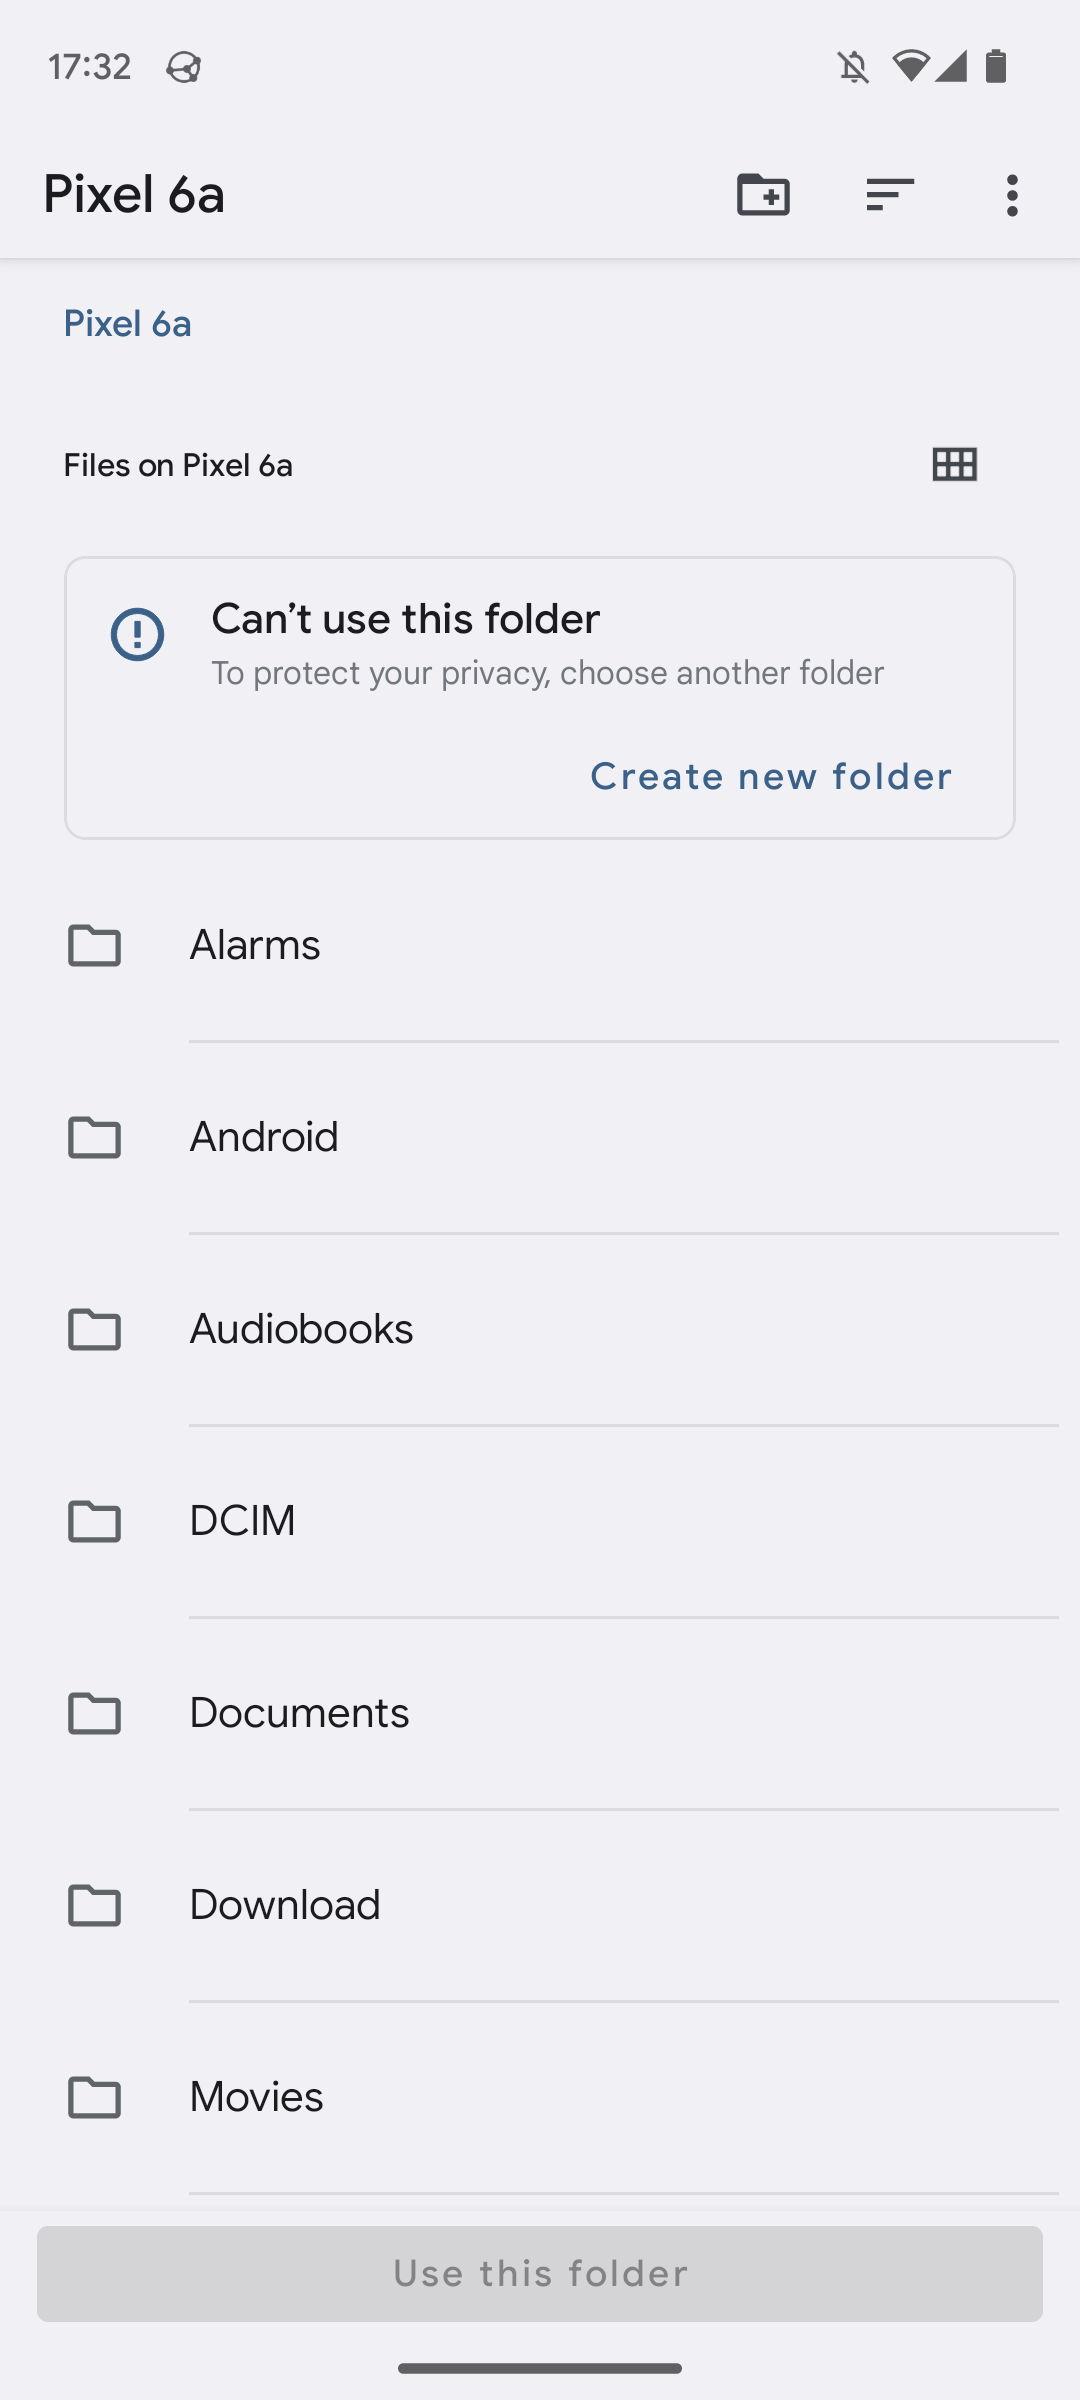 17:32
Pixel 6a
Pixel 6a
Files on Pixel 6a
Can’t use this folder
To protect your privacy, choose another folder
Create new folder
Alarms
Android
Audiobooks
DCIM
Documents
Download
Movies
Use this folder